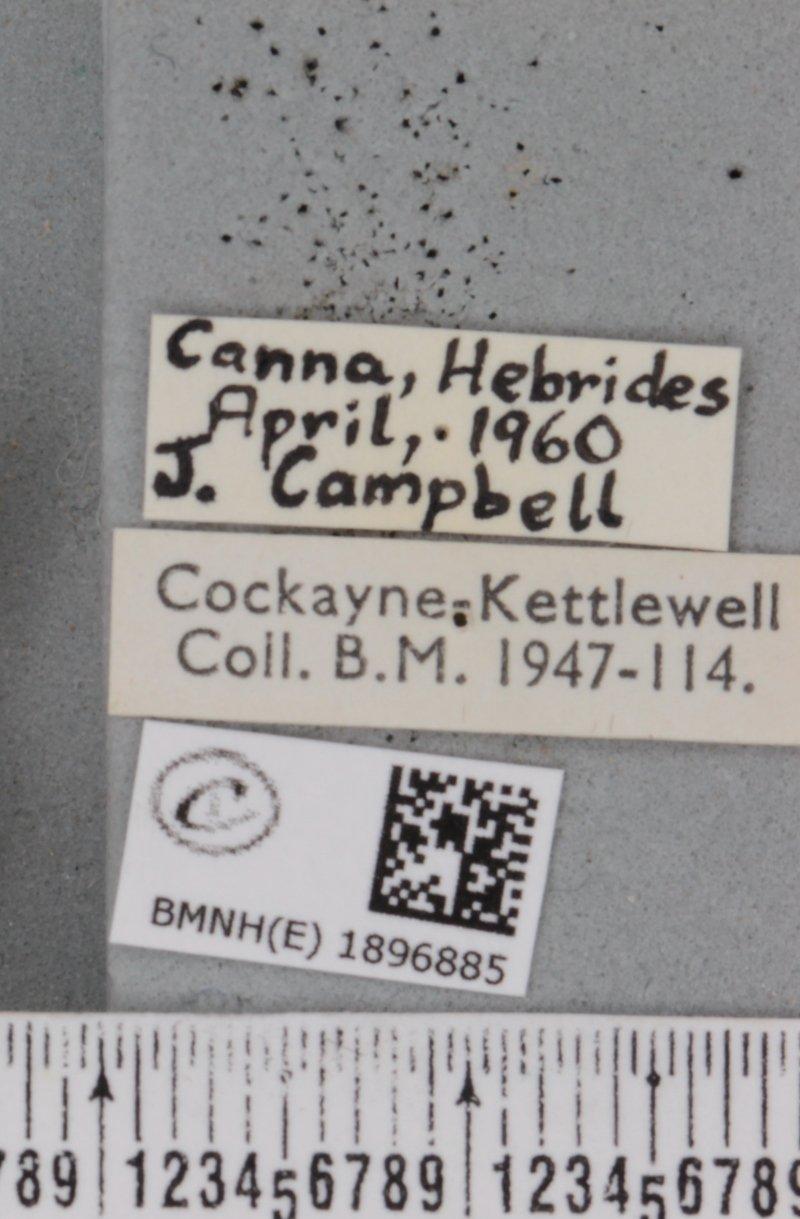 Canna, Hebrides
April, . 1960
J. Campbell
Cockayne-Kettlewell
Coll. B.M. 1947-114.
C
BMNH(E) 1896885
789 123456789 123456789